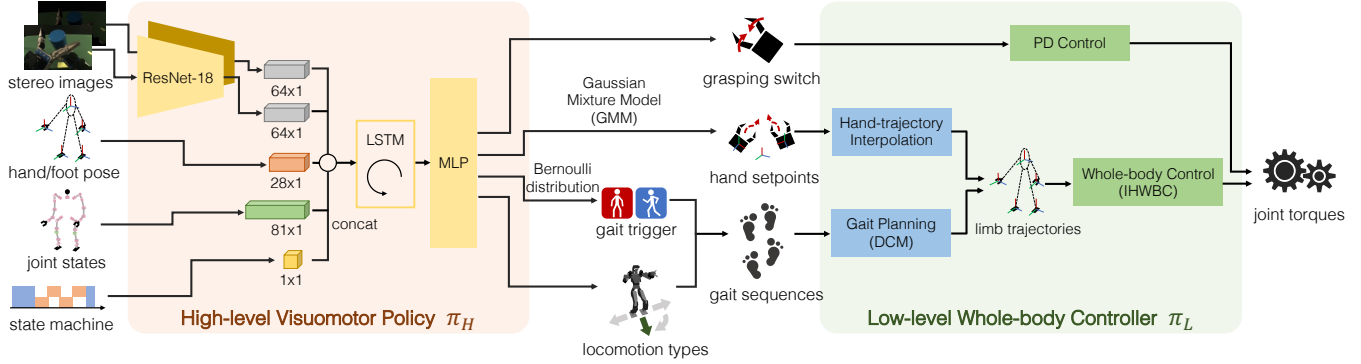 stereo images
hand/foot pose
joint states
state machine
ResNet-18
64x1
64x1
28x1
81x1
1x1
concat
LSTM
MLP
High-level Visuomotor Policy π_H
Gaussian
Mixture Model
(GMM)
Bernoulli
distribution
grasping switch
hand setpoints
gait trigger
gait sequences
locomotion types
PD Control
Hand-trajectory
Interpolation
Gait Planning
(DCM)
limb trajectories
Whole-body Control
(IHWBC)
Low-level Whole-body Controller π_L
joint torques